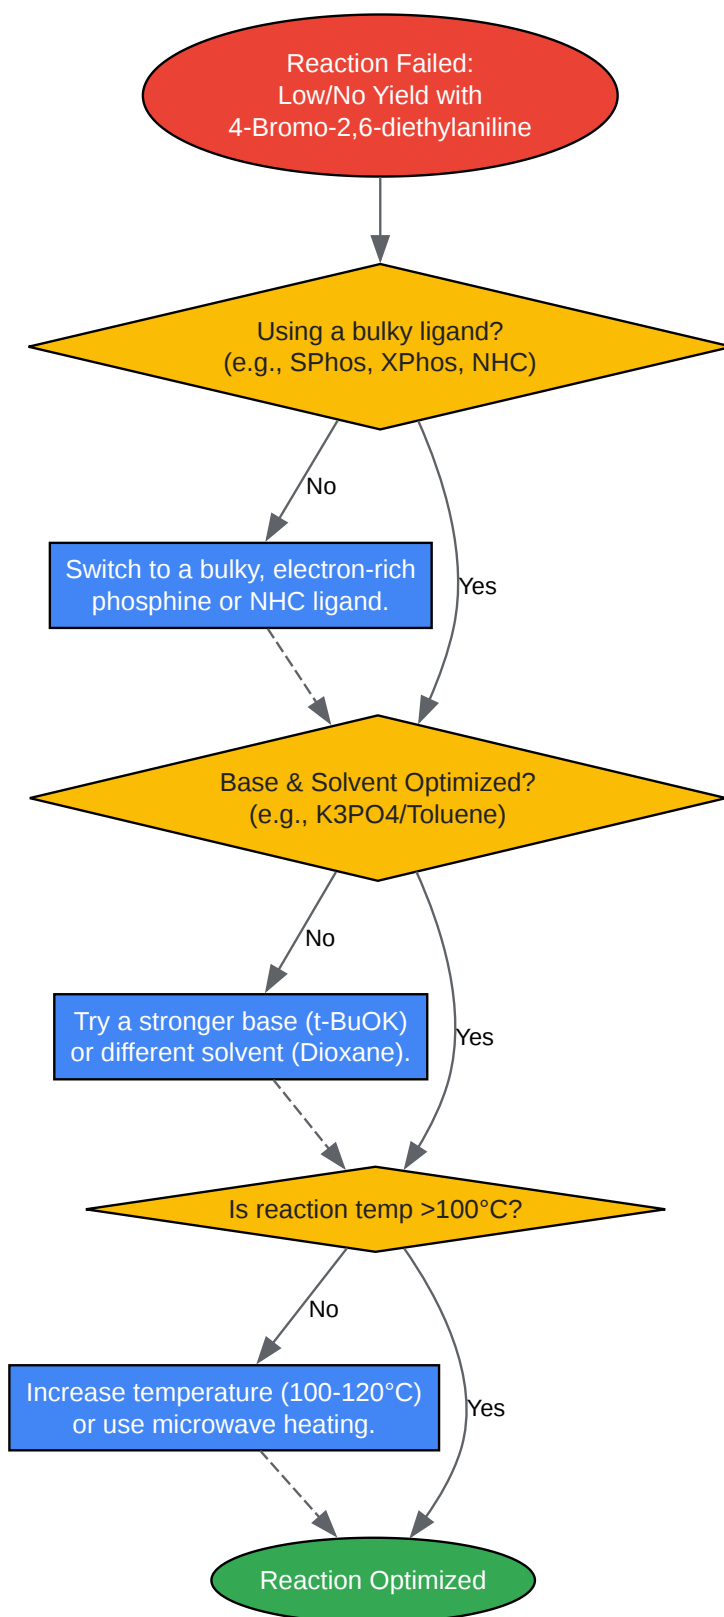 Reaction Failed:
Low/No Yield with
4-Bromo-2,6-diethylaniline
Using a bulky ligand?
(e.g., SPhos, XPhos, NHC)
No
Switch to a bulky, electron-rich
phosphine or NHC ligand.
Yes
Base & Solvent Optimized?
(e.g., K3PO4/Toluene)
No
Try a stronger base (t-BuOK)
or different solvent (Dioxane).
Yes
Is reaction temp >100°C?
No
Increase temperature (100-120°C)
or use microwave heating.
Yes
Reaction Optimized